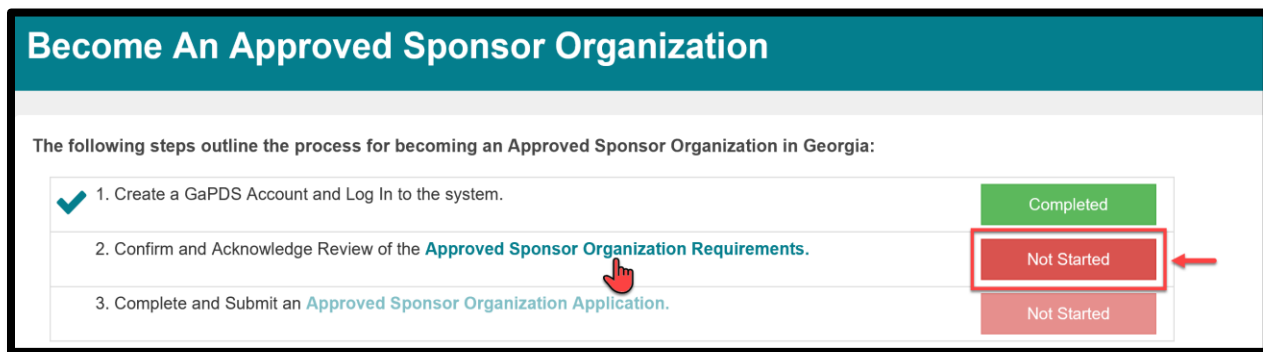 Become An Approved Sponsor Organization
The following steps outline the process for becoming an Approved Sponsor Organization in Georgia:
1. Create a GaPDS Account and Log In to the system.
Completed
2. Confirm and Acknowledge Review of the Approved Sponsor Organization Requirements.
Not Started
3. Complete and Submit an Approved Sponsor Organization Application.
Not Started